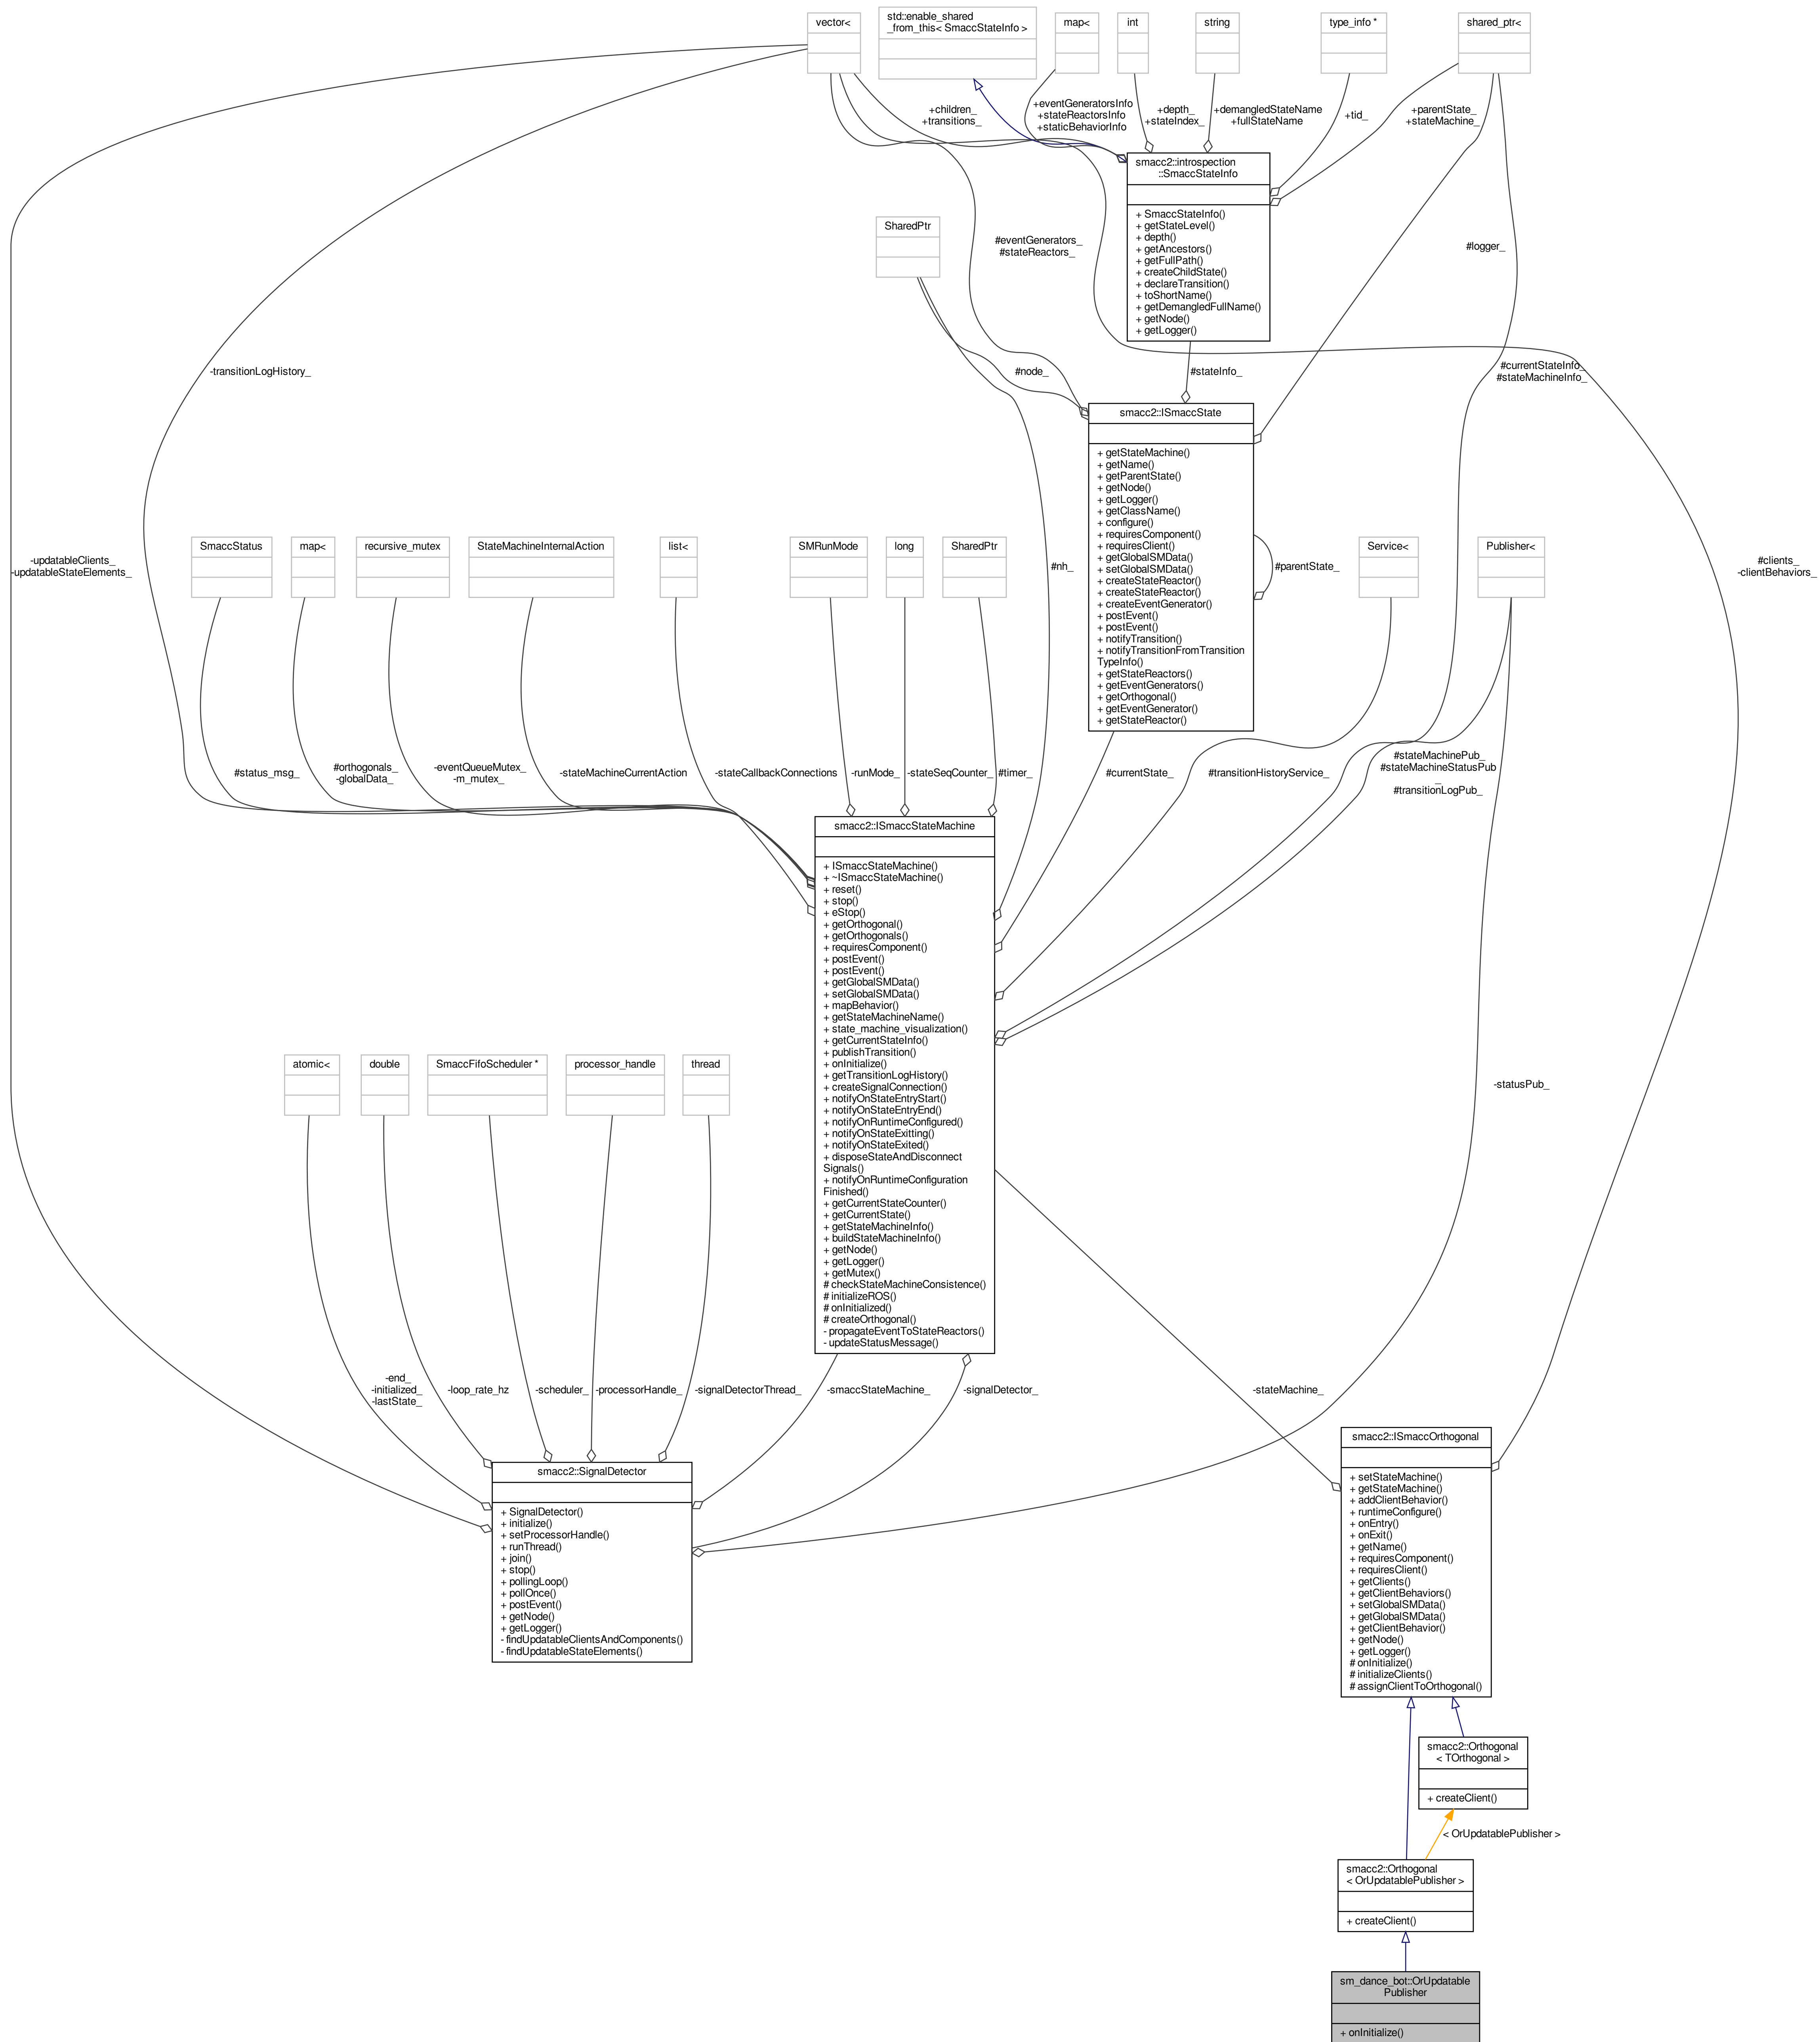 vector<
std::enable_shared
_from_this< SmaccStateInfo >
map<
int
string
type_info *
shared_ptr<
+children_
+transitions_
+eventGeneratorsInfo
+stateReactorsInfo
+staticBehaviorInfo
+depth_
+stateIndex_
+demangledStateName
+fullStateName
+tid_
+parentState_
+stateMachine_
smacc2::introspection
::SmaccStateInfo
+ SmaccStateInfo()
+ getStateLevel()
+ depth()
+ getAncestors()
+ getFullPath()
+ createChildState()
+ declareTransition()
+ toShortName()
+ getDemangledFullName()
+ getNode()
+ getLogger()
SharedPtr
#eventGenerators_
#stateReactors_
#logger_
-transitionLogHistory_
#node_
#stateInfo_
#currentStateInfo_
#stateMachineInfo_
smacc2::ISmaccState
+ getStateMachine()
+ getName()
+ getParentState()
+ getNode()
+ getLogger()
+ getClassName()
+ configure()
+ requiresComponent()
+ requiresClient()
+ getGlobalSMData()
+ setGlobalSMData()
+ createStateReactor()
+ createStateReactor()
+ createEventGenerator()
+ postEvent()
+ postEvent()
+ notifyTransition()
+ notifyTransitionFromTransition
TypeInfo()
+ getStateReactors()
+ getEventGenerators()
+ getOrthogonal()
+ getEventGenerator()
+ getStateReactor()
-updatableClients_
-updatableStateElements_
SmaccStatus
map<
recursive_mutex
StateMachineInternalAction
list<
SMRunMode
long
SharedPtr
#nh_
#parentState_
Service<
Publisher<
#clients_
-clientBehaviors_
#status_msg_
#orthogonals_
-globalData_
-eventQueueMutex_
-m_mutex_
-stateMachineCurrentAction
-stateCallbackConnections
-runMode_
-stateSeqCounter_
#timer_
#currentState_
#transitionHistoryService_
#stateMachinePub_
#stateMachineStatusPub
_
#transitionLogPub_
smacc2::ISmaccStateMachine
+ ISmaccStateMachine()
+ ~ISmaccStateMachine()
+ reset()
+ stop()
+ eStop()
+ getOrthogonal()
+ getOrthogonals()
+ requiresComponent()
+ postEvent()
+ postEvent()
+ getGlobalSMData()
+ setGlobalSMData()
+ mapBehavior()
+ getStateMachineName()
+ state_machine_visualization()
+ getCurrentStateInfo()
+ publishTransition()
+ onInitialize()
+ getTransitionLogHistory()
+ createSignalConnection()
+ notifyOnStateEntryStart()
+ notifyOnStateEntryEnd()
+ notifyOnRuntimeConfigured()
+ notifyOnStateExitting()
+ notifyOnStateExited()
+ disposeStateAndDisconnect
Signals()
+ notifyOnRuntimeConfiguration
Finished()
+ getCurrentStateCounter()
+ getCurrentState()
+ getStateMachineInfo()
+ buildStateMachineInfo()
+ getNode()
+ getLogger()
+ getMutex()
# checkStateMachineConsistence()
# initializeROS()
# onInitialized()
# createOrthogonal()
- propagateEventToStateReactors()
- updateStatusMessage()
atomic<
double
SmaccFifoScheduler *
processor_handle
thread
-statusPub_
-end_
-initialized_
-lastState_
-loop_rate_hz
-scheduler_
-processorHandle_
-signalDetectorThread_
-smaccStateMachine_
-signalDetector_
-stateMachine_
smacc2::SignalDetector
+ SignalDetector()
+ initialize()
+ setProcessorHandle()
+ runThread()
+ join()
+ stop()
+ pollingLoop()
+ pollOnce()
+ postEvent()
+ getNode()
+ getLogger()
- findUpdatableClientsAndComponents()
- findUpdatableStateElements()
smacc2::ISmaccOrthogonal
+ setStateMachine()
+ getStateMachine()
+ addClientBehavior()
+ runtimeConfigure()
+ onEntry()
+ onExit()
+ getName()
+ requiresComponent()
+ requiresClient()
+ getClients()
+ getClientBehaviors()
+ setGlobalSMData()
+ getGlobalSMData()
+ getClientBehavior()
+ getNode()
+ getLogger()
# onInitialize()
# initializeClients()
# assignClientToOrthogonal()
smacc2::Orthogonal
< TOrthogonal >
+ createClient()
< OrUpdatablePublisher >
smacc2::Orthogonal
< OrUpdatablePublisher >
+ createClient()
sm_dance_bot::OrUpdatable
Publisher
+ onInitialize()